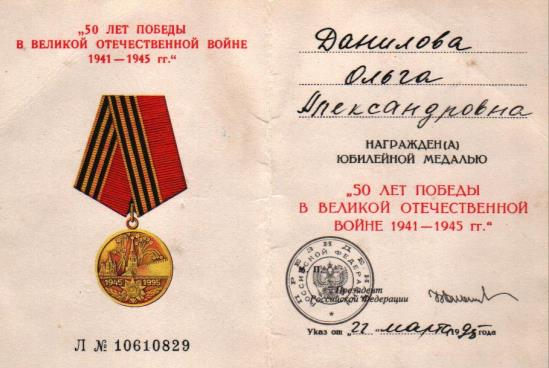 „50 ЛЕТ ПОБЕДЫ
В ВЕЛИКОЙ ОТЕЧЕСТВЕННОЙ ВОЙНЕ
1941—1945 гг.“
1945 1995
Л № 10610829
Данилова
Ольга
Александровна
НАГРАЖДЕН(А)
ЮБИЛЕЙНОЙ МЕДАЛЬЮ
„50 ЛЕТ ПОБЕДЫ
В ВЕЛИКОЙ ОТЕЧЕСТВЕННОЙ
ВОЙНЕ 1941—1945 гг.“
ПРЕЗИДЕНТ
РОССИЙСКОЙ ФЕДЕРАЦИИ
Президент
Российской Федерации
Указ от „22“ марта 1995 г.